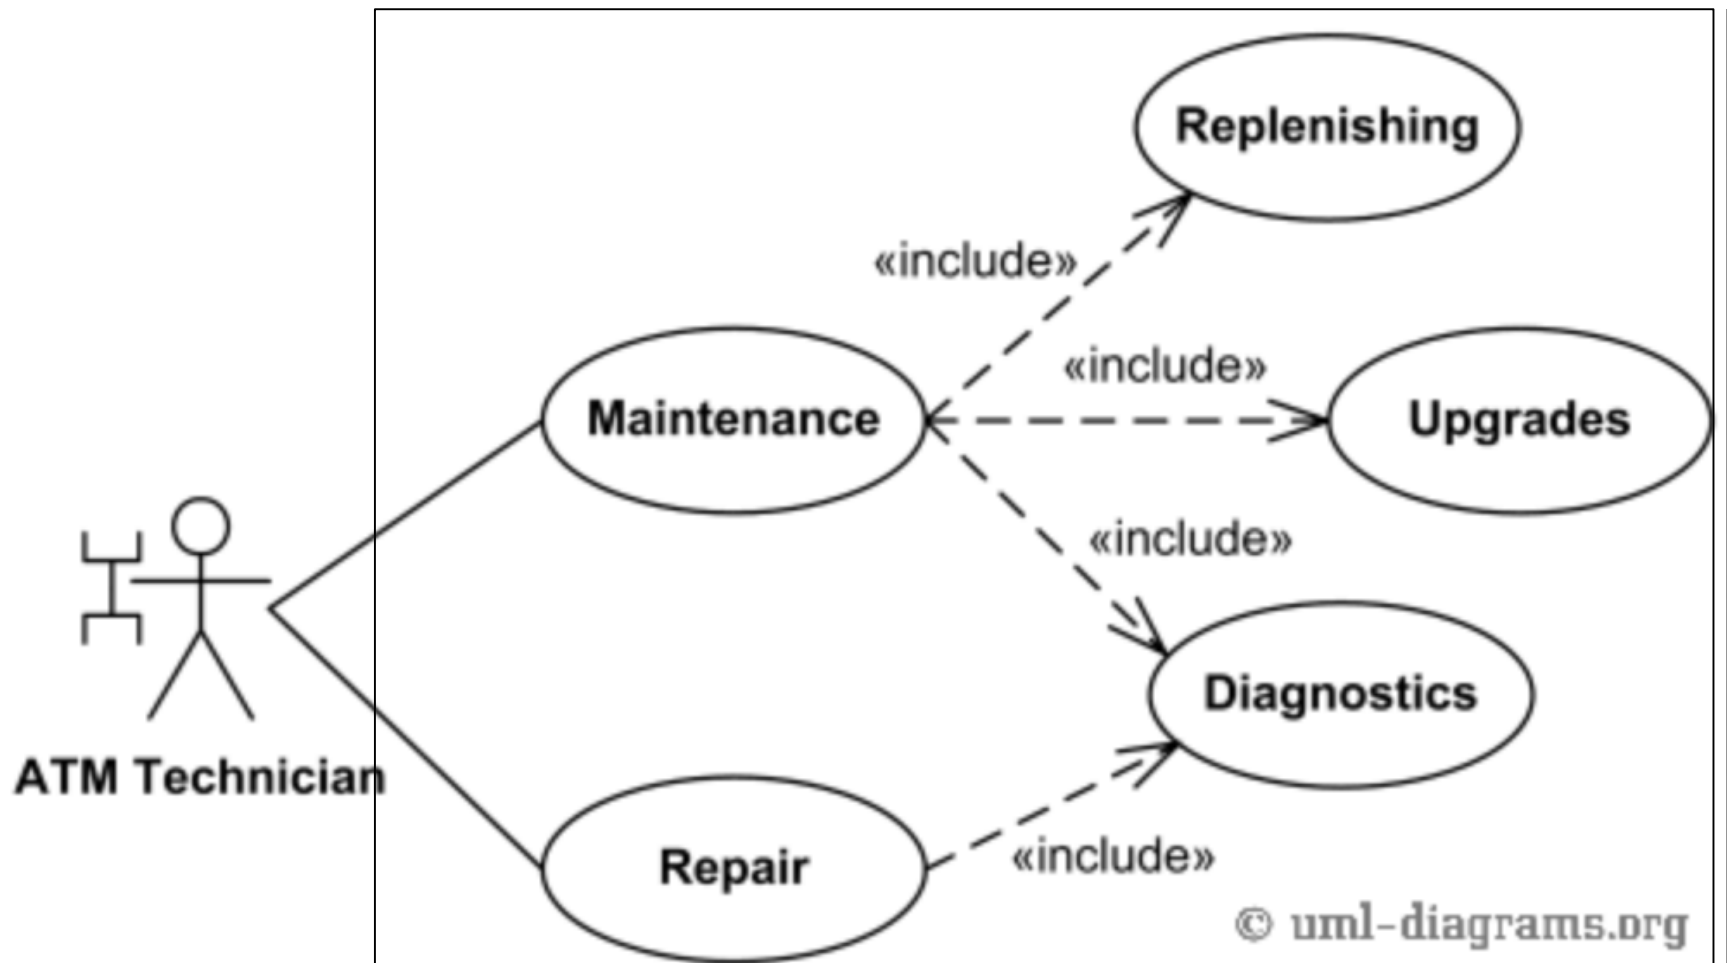 Replenishing
«include»
«include»
Maintenance
Upgrades
«include»
Diagnostics
ATM Technician
Repair
«include»
© uml-diagrams.org